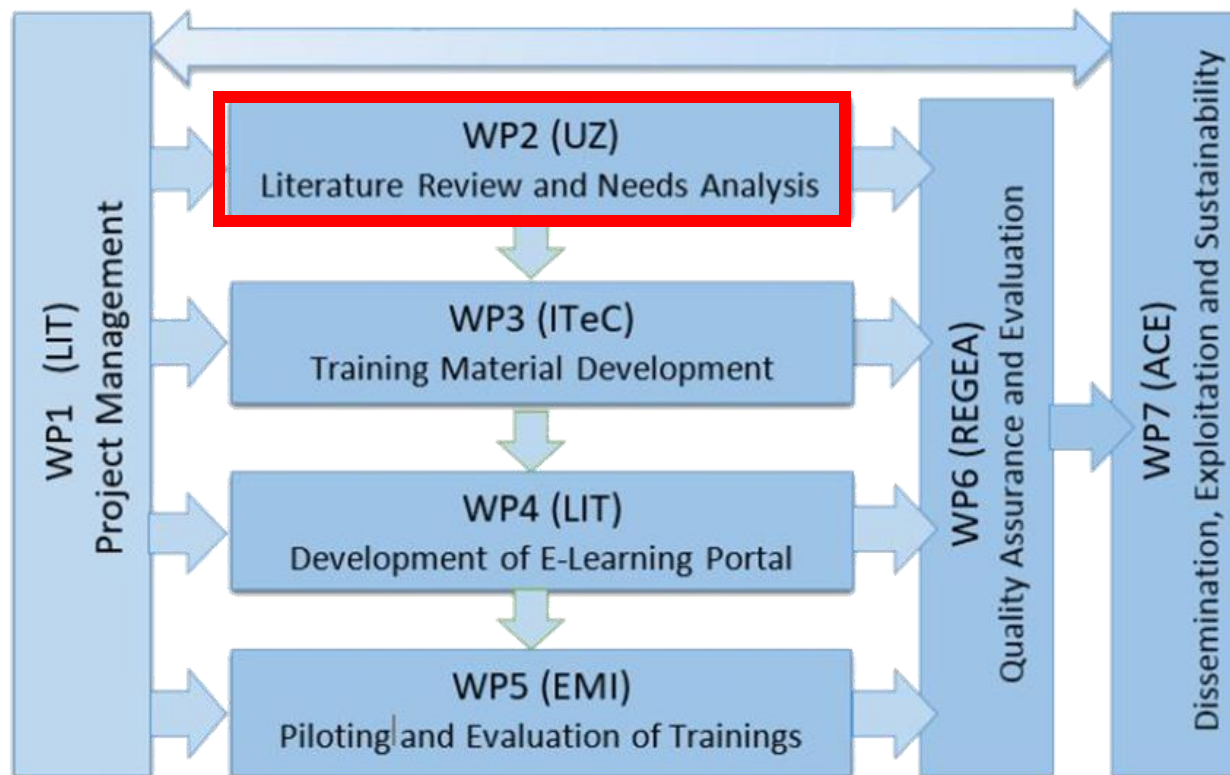 WP1 (LIT)
Project Management
WP2 (UZ)
Literature Review and Needs Analysis
WP3 (ITeC)
Training Material Development
WP4 (LIT)
Development of E-Learning Portal
WP5 (EMI)
Piloting and Evaluation of Trainings
WP6 (REGEA)
Quality Assurance and Evaluation
WP7 (ACE)
Dissemination, Exploitation and Sustainability